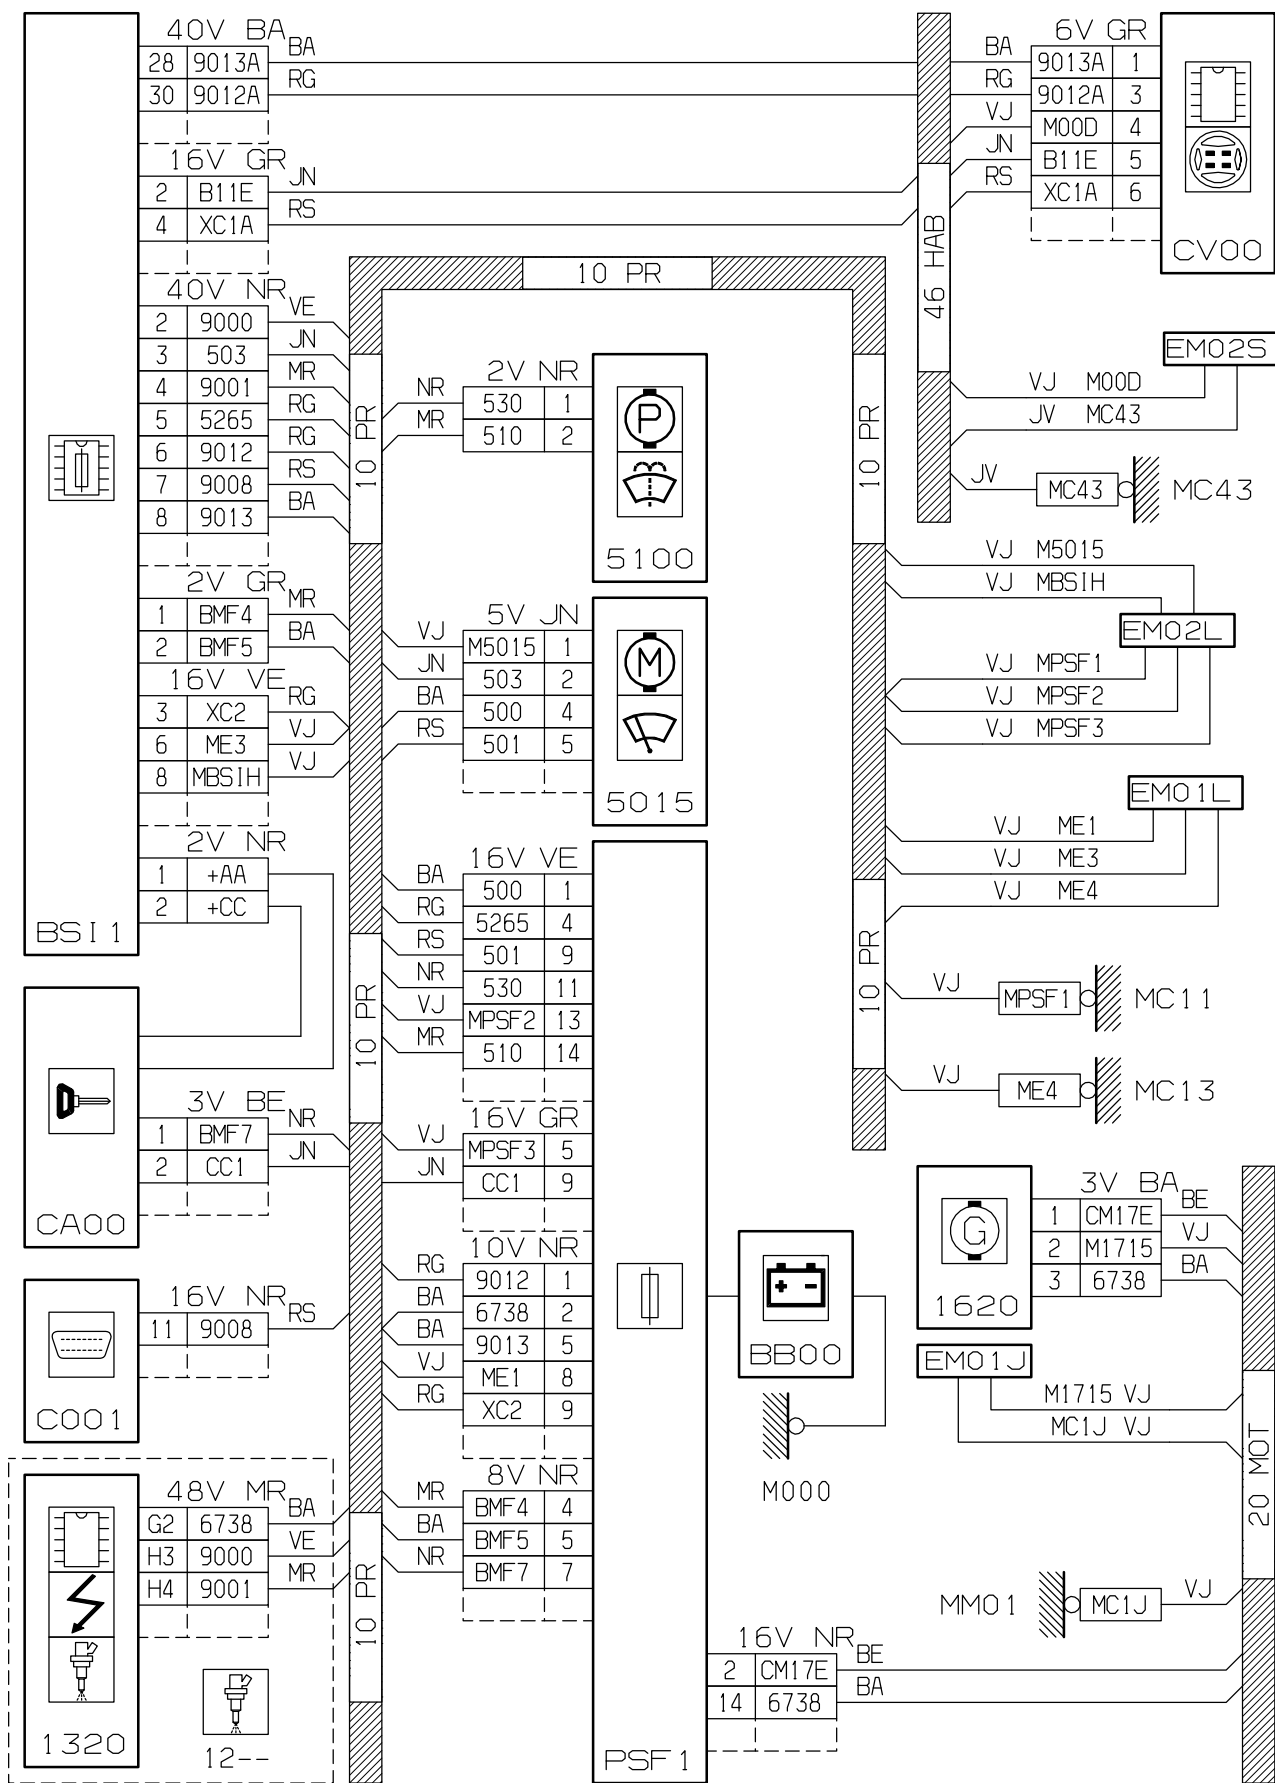 40V BA
28 9013A BA
30 9012A RG
16V GR
2 B11E JN
4 XC1A RS
40V NR
2 9000 VE
3 503 JN
4 9001 MR
5 5265 RG
6 9012 RG
7 9008 RS
8 9013 BA
2V GR
1 BMF4 MR
2 BMF5 BA
16V VE
3 XC2 RG
6 ME3 VJ
8 MBSIH VJ
2V NR
1 +AA
2 +CC
BSI1
3V BE
1 BMF7 NR
2 CC1 JN
CA00
16V NR
11 9008 RS
C001
48V MR
G2 6738 BA
H3 9000 VE
H4 9001 MR
1320
12--
10 PR
10 PR
10 PR
10 PR
2V NR
NR 530 1
MR 510 2
P
5100
5V JN
VJ M5015 1
JN 503 2
BA 500 4
RS 501 5
M
5015
16V VE
BA 500 1
RG 5265 4
RS 501 9
NR 530 11
VJ MPSF2 13
MR 510 14
16V GR
VJ MPSF3 5
JN CC1 9
10V NR
RG 9012 1
BA 6738 2
BA 9013 5
VJ ME1 8
RG XC2 9
8V NR
MR BMF4 4
BA BMF5 5
NR BMF7 7
PSF1
16V NR
2 CM17E BE
14 6738 BA
+ -
BB00
M000
10 PR
10 PR
46 HAB
6V GR
BA 9013A 1
RG 9012A 3
VJ M00D 4
JN B11E 5
RS XC1A 6
CV00
EM02S
VJ M00D
JV MC43
JV MC43 MC43
VJ M5015
VJ MBSIH
EM02L
VJ MPSF1
VJ MPSF2
VJ MPSF3
EM01L
VJ ME1
VJ ME3
VJ ME4
VJ MPSF1 MC11
VJ ME4 MC13
G
1620
3V BA
1 CM17E BE
2 M1715 VJ
3 6738 BA
EM01J
M1715 VJ
MC1J VJ
20 MOT
MM01 MC1J VJ